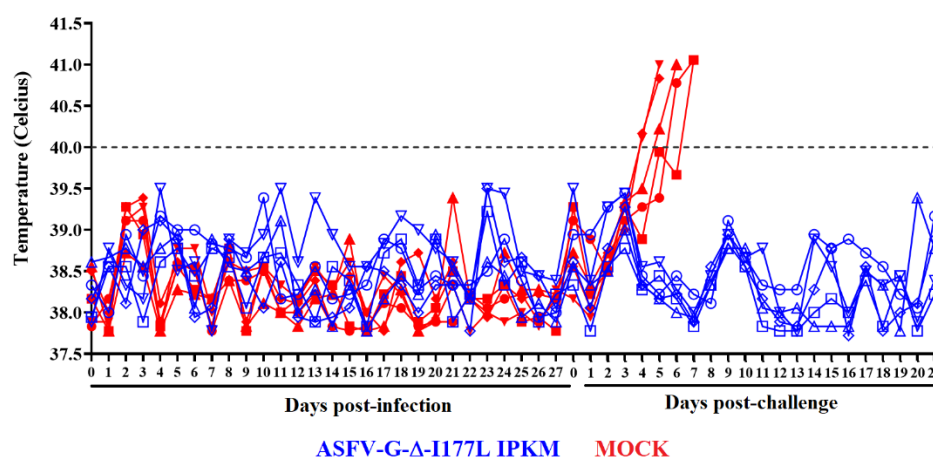 41.5
41.0
40.5
40.0
39.5
39.0
38.5
38.0
37.5
Temperature (Celcius)
0 1 2 3 4 5 6 7 8 9 10 11 12 13 14 15 16 17 18 19 20 21 22 23 24 25 26 27 0 1 2 3 4 5 6 7 8 9 10 11 12 13 14 15 16 17 18 19 20
Days post-infection Days post-challenge
ASFV-G-Δ-I177L IPKM MOCK